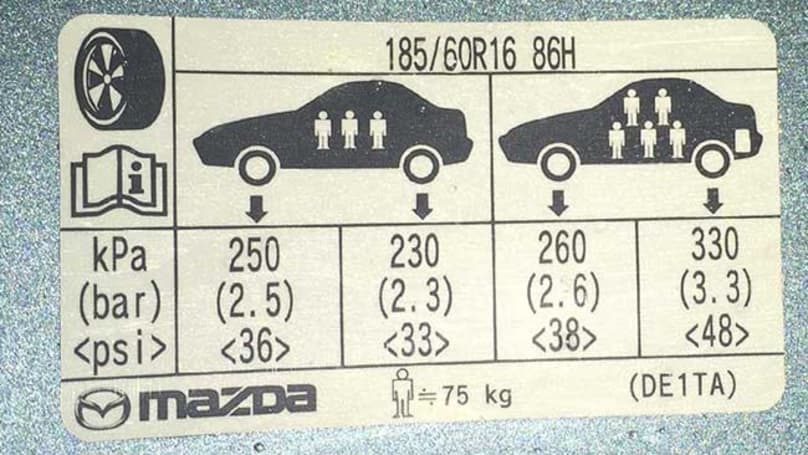 185/60R16 86H
kPa 250 230 260 330
(bar) (2.5) (2.3) (2.6) (3.3)
<psi> <36> <33> <38> <48>
mazda ≒75 kg (DE1TA)